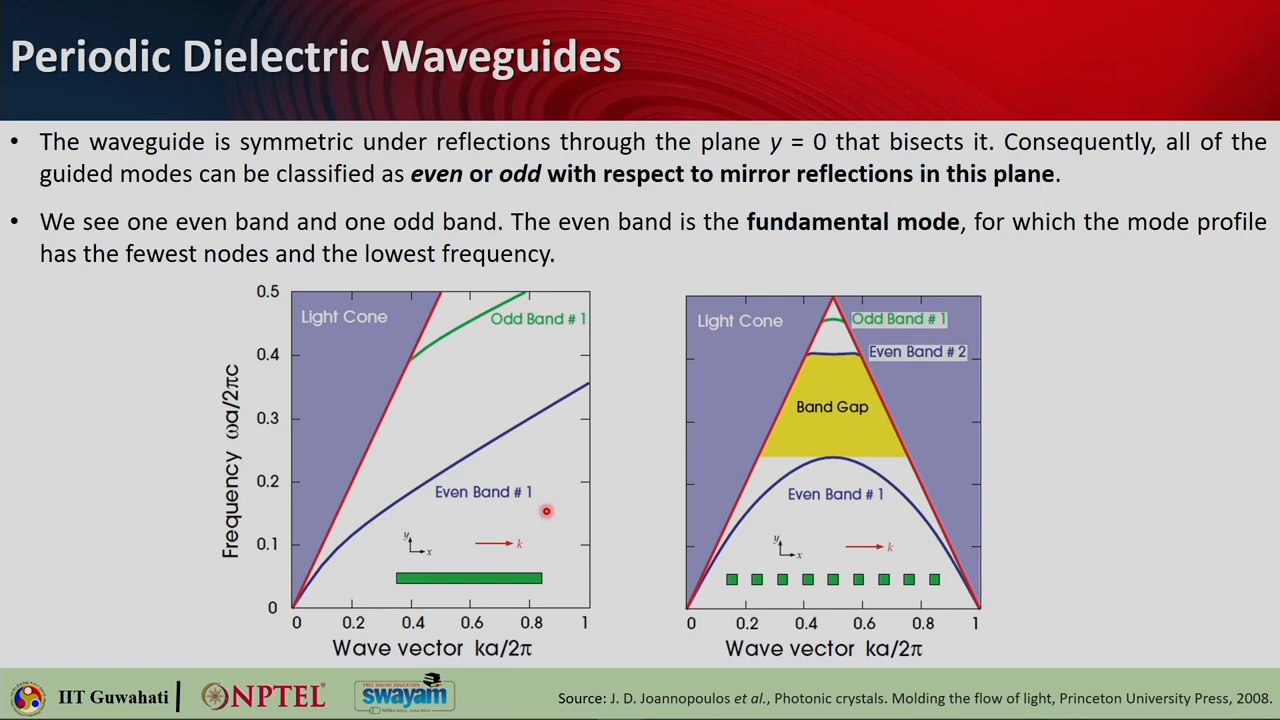 Periodic Dielectric Waveguides
• The waveguide is symmetric under reflections through the plane y = 0 that bisects it. Consequently, all of the
guided modes can be classified as even or odd with respect to mirror reflections in this plane.
• We see one even band and one odd band. The even band is the fundamental mode, for which the mode profile
has the fewest nodes and the lowest frequency.
Frequency ωa/2πc
0.5
0.4
0.3
0.2
0.1
0
Light Cone
Odd Band # 1
Even Band # 1
y
x
k
0 0.2 0.4 0.6 0.8 1
Wave vector ka/2π
Light Cone
Odd Band # 1
Even Band # 2
Band Gap
Even Band # 1
y
x
k
0 0.2 0.4 0.6 0.8 1
Wave vector ka/2π
IIT Guwahati
NPTEL
FREE ONLINE EDUCATION
swayam
Source: J. D. Joannopoulos et al., Photonic crystals. Molding the flow of light, Princeton University Press, 2008.